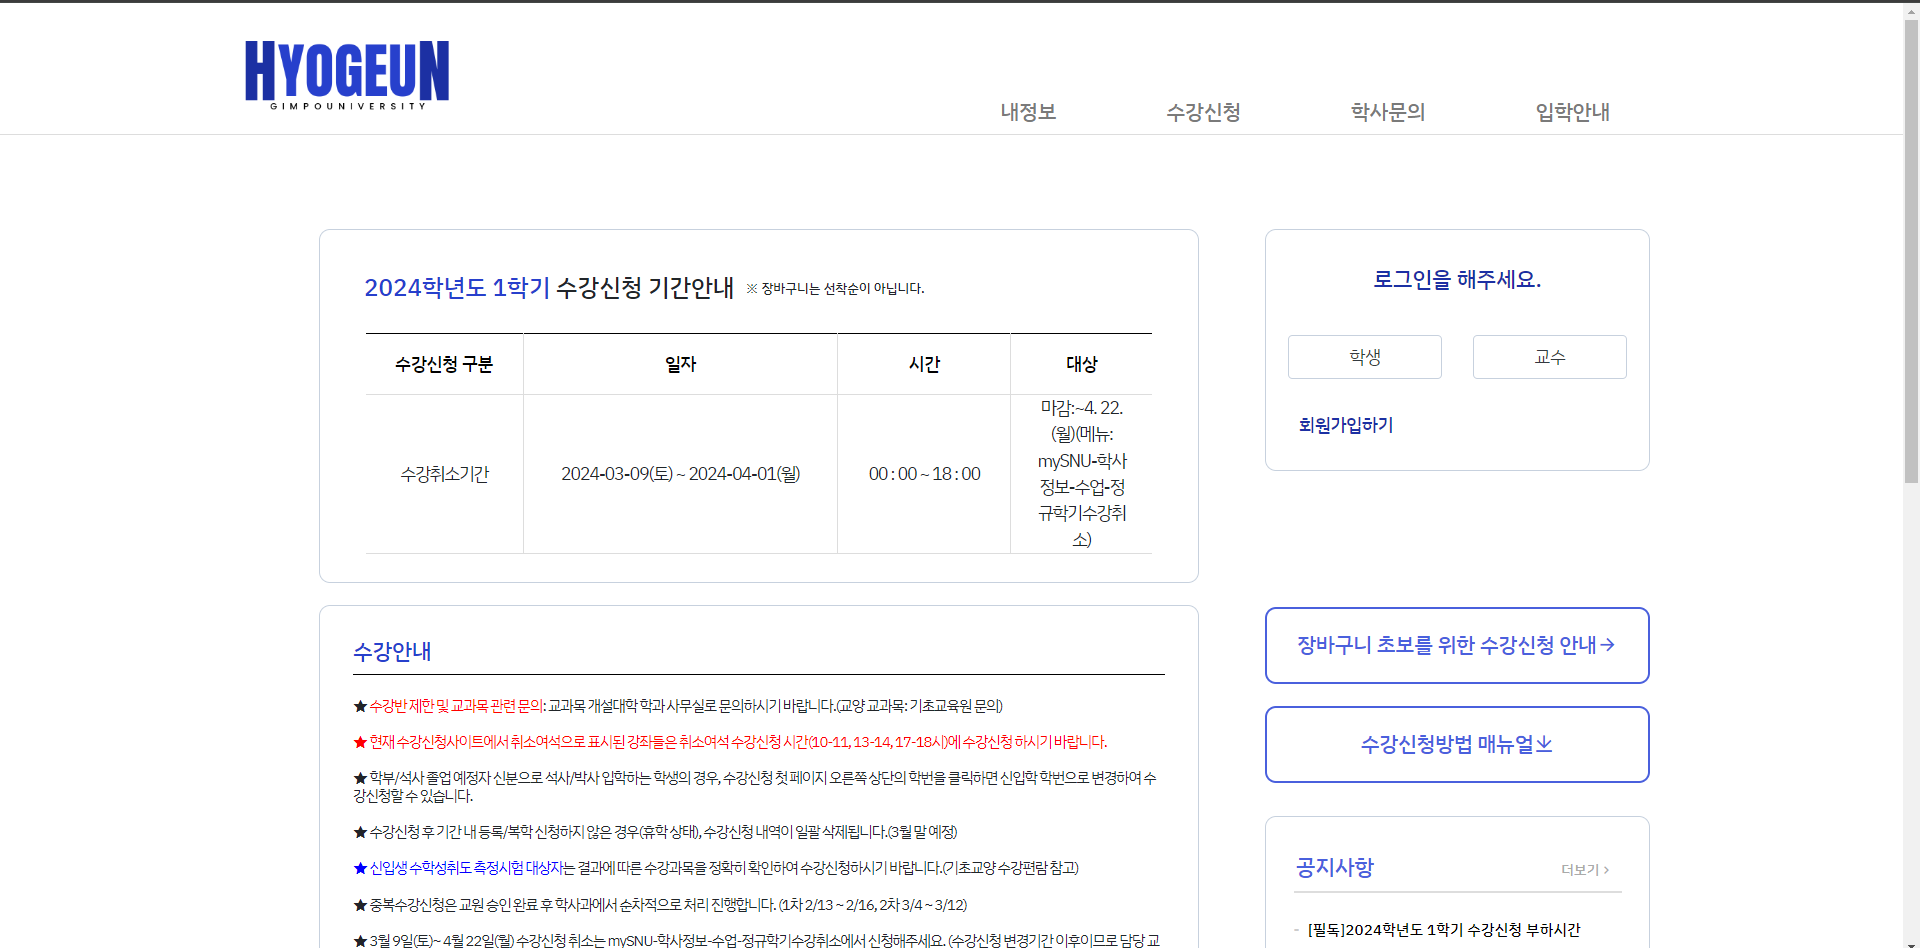 HYOGEUN
GIMPOUNIVERSITY
내정보
수강신청
학사문의
입학안내
2024학년도 1학기 수강신청 기간안내 ※ 장바구니는 선착순이 아닙니다.
수강신청 구분
일자
시간
대상
수강취소기간
2024-03-09(토) ~ 2024-04-01(월)
00 : 00 ~ 18 : 00
마감:~4. 22.
(월)(메뉴:
mySNU-학사
정보-수업-정
규학기수강취
소)
로그인을 해주세요.
학생
교수
회원가입하기
수강안내
★ 수강반 제한 및 교과목 관련 문의: 교과목 개설대학 학과 사무실로 문의하시기 바랍니다.(교양 교과목: 기초교육원 문의)
★ 현재 수강신청사이트에서 취소여석으로 표시된 강좌들은 취소여석 수강신청 시간(10-11, 13-14, 17-18시)에 수강신청 하시기 바랍니다.
★ 학부/석사 졸업 예정자 신분으로 석사/박사 입학하는 학생의 경우, 수강신청 첫 페이지 오른쪽 상단의 학번을 클릭하면 신입학 학번으로 변경하여 수
강신청할 수 있습니다.
★ 수강신청 후 기간 내 등록/복학 신청하지 않은 경우(휴학 상태), 수강신청 내역이 일괄 삭제됩니다.(3월 말 예정)
★ 신입생 수학성취도 측정시험 대상자는 결과에 따른 수강과목을 정확히 확인하여 수강신청하시기 바랍니다.(기초교양 수강편람 참고)
★ 중복수강신청은 교원 승인 완료 후 학사과에서 순차적으로 처리 진행합니다. (1차 2/13 ~ 2/16, 2차 3/4 ~ 3/12)
★ 3월 9일(토)~ 4월 22일(월) 수강신청 취소는 mySNU-학사정보-수업-정규학기수강취소에서 신청해주세요. (수강신청 변경기간 이후이므로 담당 교
장바구니 초보를 위한 수강신청 안내→
수강신청방법 매뉴얼↓
공지사항
더보기 >
- [필독]2024학년도 1학기 수강신청 부하시간